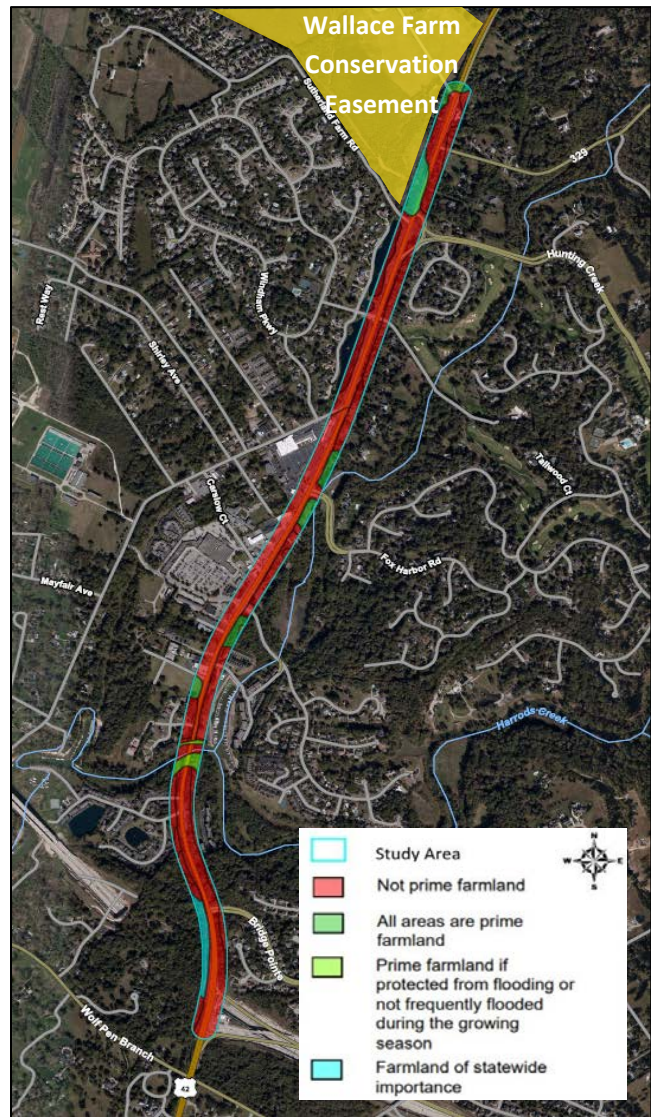 Wallace Farm
Conservation
Easement
Sutherland Farm Rd
329
Hunting Creek
Windham Pkwy
Rest Way
Shirley Ave
Tallwood Ct
Carslow Ct
Fox Harbor Rd
Mayfair Ave
Harrods Creek
Bridge Pointe
Wolf Pen Branch
42
Study Area
N
W
E
S
Not prime farmland
All areas are prime
farmland
Prime farmland if
protected from flooding or
not frequently flooded
during the growing
season
Farmland of statewide
importance